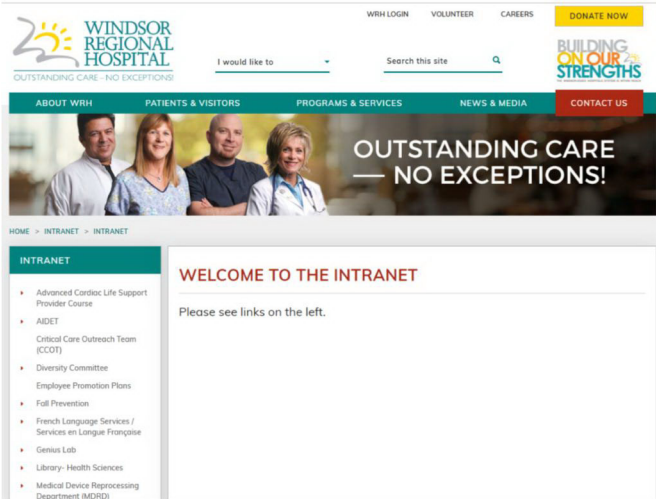 WRH LOGIN
VOLUNTEER
CAREERS
DONATE NOW
WINDSOR
REGIONAL
HOSPITAL
OUTSTANDING CARE - NO EXCEPTIONS!
I would like to
Search this site
BUILDING
ON OUR
STRENGTHS
ABOUT WRH
PATIENTS & VISITORS
PROGRAMS & SERVICES
NEWS & MEDIA
CONTACT US
OUTSTANDING CARE
— NO EXCEPTIONS!
HOME > INTRANET > INTRANET
INTRANET
Advanced Cardiac Life Support
Provider Course
AIDET
Critical Care Outreach Team
(CCOT)
Diversity Committee
Employee Promotion Plans
Fall Prevention
French Language Services /
Services en Langue Française
Genius Lab
Library- Health Sciences
Medical Device Reprocessing
Department (MDRD)
WELCOME TO THE INTRANET
Please see links on the left.